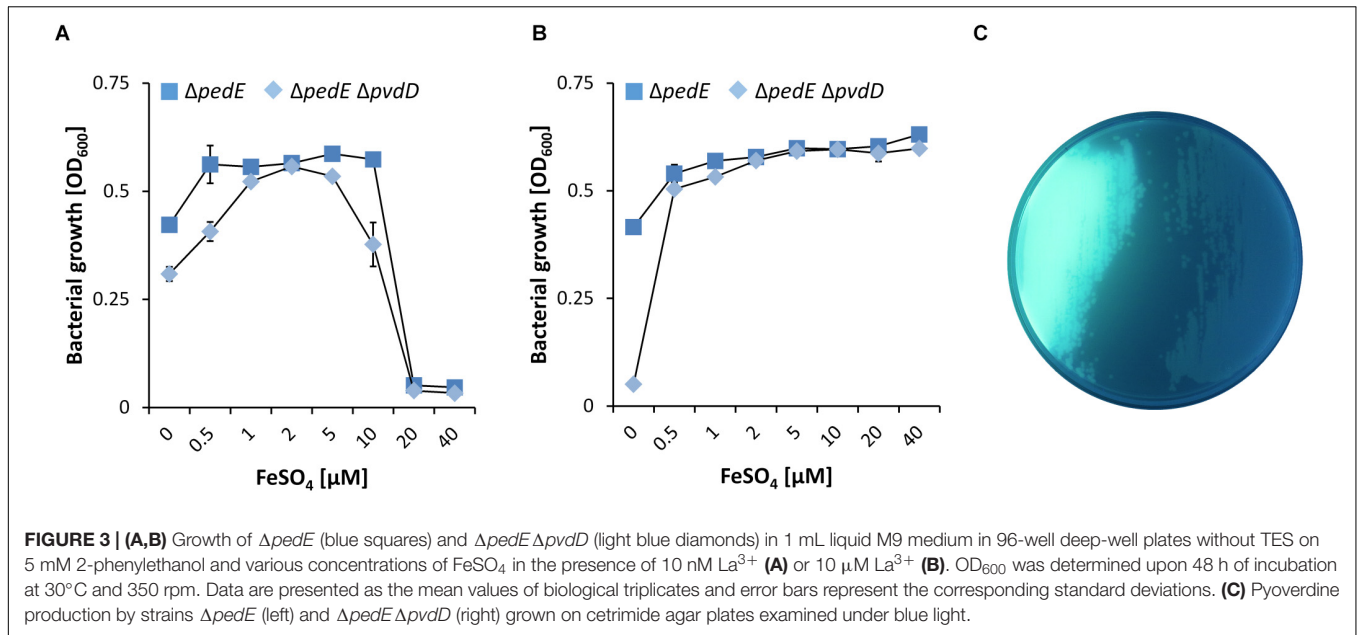 A
0.75
ΔpedE
ΔpedE ΔpvdD
0.5
0.25
0
Bacterial growth [OD600]
0
0.5
1
2
5
10
20
40
FeSO4 [µM]
B
0.75
ΔpedE
ΔpedE ΔpvdD
0.5
0.25
0
Bacterial growth [OD600]
0
0.5
1
2
5
10
20
40
FeSO4 [µM]
C
FIGURE 3 | (A,B) Growth of ΔpedE (blue squares) and ΔpedEΔpvdD (light blue diamonds) in 1 mL liquid M9 medium in 96-well deep-well plates without TES on
5 mM 2-phenylethanol and various concentrations of FeSO4 in the presence of 10 nM La3+ (A) or 10 µM La3+ (B). OD600 was determined upon 48 h of incubation
at 30°C and 350 rpm. Data are presented as the mean values of biological triplicates and error bars represent the corresponding standard deviations. (C) Pyoverdine
production by strains ΔpedE (left) and ΔpedEΔpvdD (right) grown on cetrimide agar plates examined under blue light.